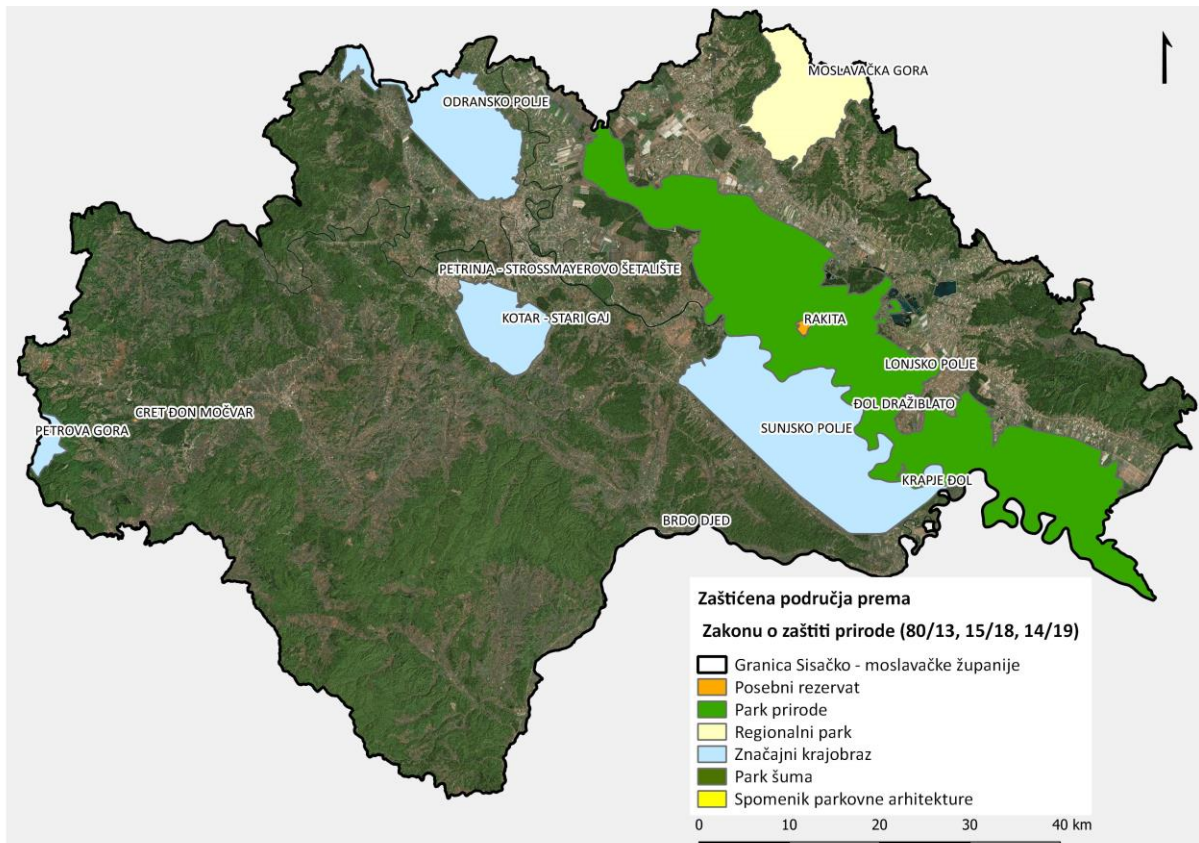 MOSLAVAČKA GORA
ODRANSKO POLJE
PETRINJA - STROSSMAYEROVO ŠETALIŠTE
KOTAR - STARI GAJ
RAKITA
LONJSKO POLJE
CRET ĐON MOČVAR
ĐOL DRAŽIBLATO
PETROVA GORA
SUNJSKO POLJE
KRAPJE ĐOL
BRDO DJED
Zaštićena područja prema
Zakonu o zaštiti prirode (80/13, 15/18, 14/19)
Granica Sisačko - moslavačke županije
Posebni rezervat
Park prirode
Regionalni park
Značajni krajobraz
Park šuma
Spomenik parkovne arhitekture
0 10 20 30 40 km